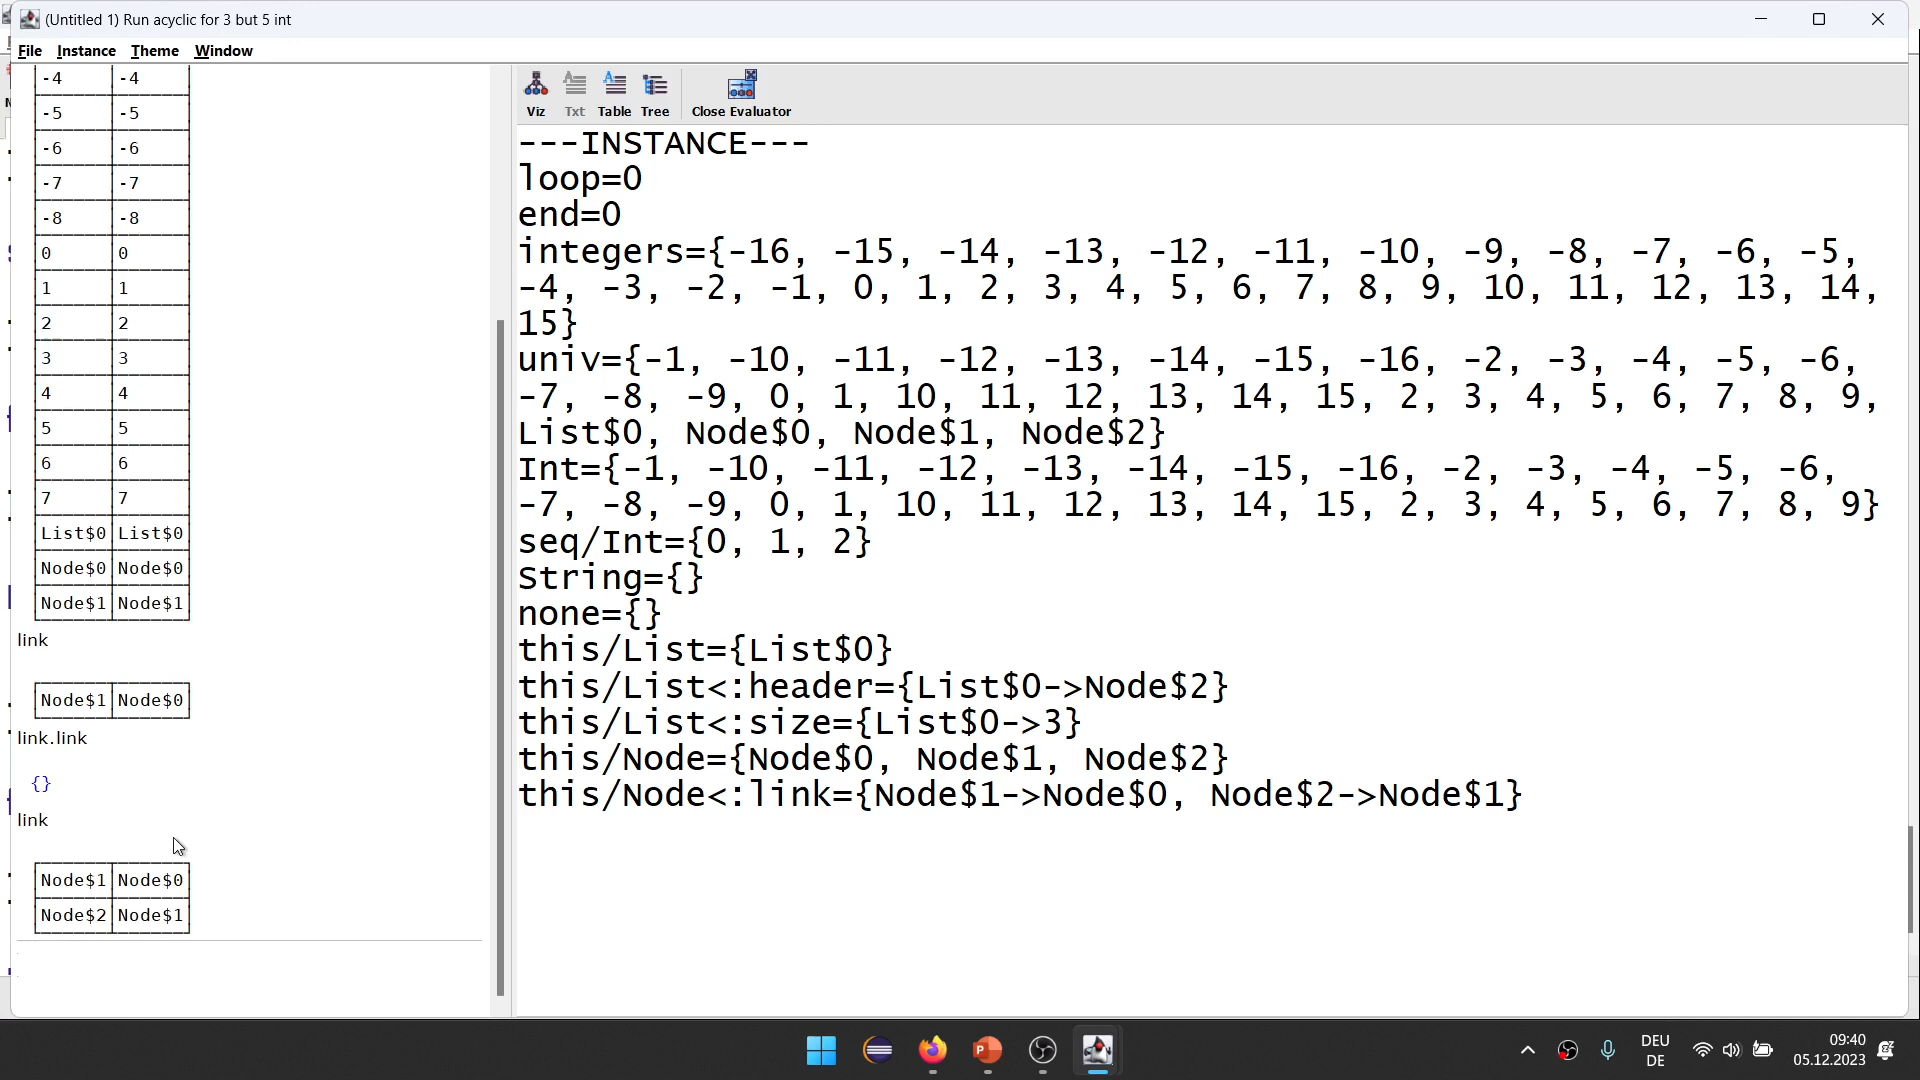 (Untitled 1) Run acyclic for 3 but 5 int
File Instance Theme Window
-4 -4
-5 -5
-6 -6
-7 -7
-8 -8
0 0
1 1
2 2
3 3
4 4
5 5
6 6
7 7
List$0 List$0
Node$0 Node$0
Node$1 Node$1
link
Node$1 Node$0
link.link
{}
link
Node$1 Node$0
Node$2 Node$1
Viz Txt Table Tree Close Evaluator
---INSTANCE---
loop=0
end=0
integers={-16, -15, -14, -13, -12, -11, -10, -9, -8, -7, -6, -5,
-4, -3, -2, -1, 0, 1, 2, 3, 4, 5, 6, 7, 8, 9, 10, 11, 12, 13, 14,
15}
univ={-1, -10, -11, -12, -13, -14, -15, -16, -2, -3, -4, -5, -6,
-7, -8, -9, 0, 1, 10, 11, 12, 13, 14, 15, 2, 3, 4, 5, 6, 7, 8, 9,
List$0, Node$0, Node$1, Node$2}
Int={-1, -10, -11, -12, -13, -14, -15, -16, -2, -3, -4, -5, -6,
-7, -8, -9, 0, 1, 10, 11, 12, 13, 14, 15, 2, 3, 4, 5, 6, 7, 8, 9}
seq/Int={0, 1, 2}
String={}
none={}
this/List={List$0}
this/List<:header={List$0->Node$2}
this/List<:size={List$0->3}
this/Node={Node$0, Node$1, Node$2}
this/Node<:link={Node$1->Node$0, Node$2->Node$1}
DEU
DE
09:40
05.12.2023